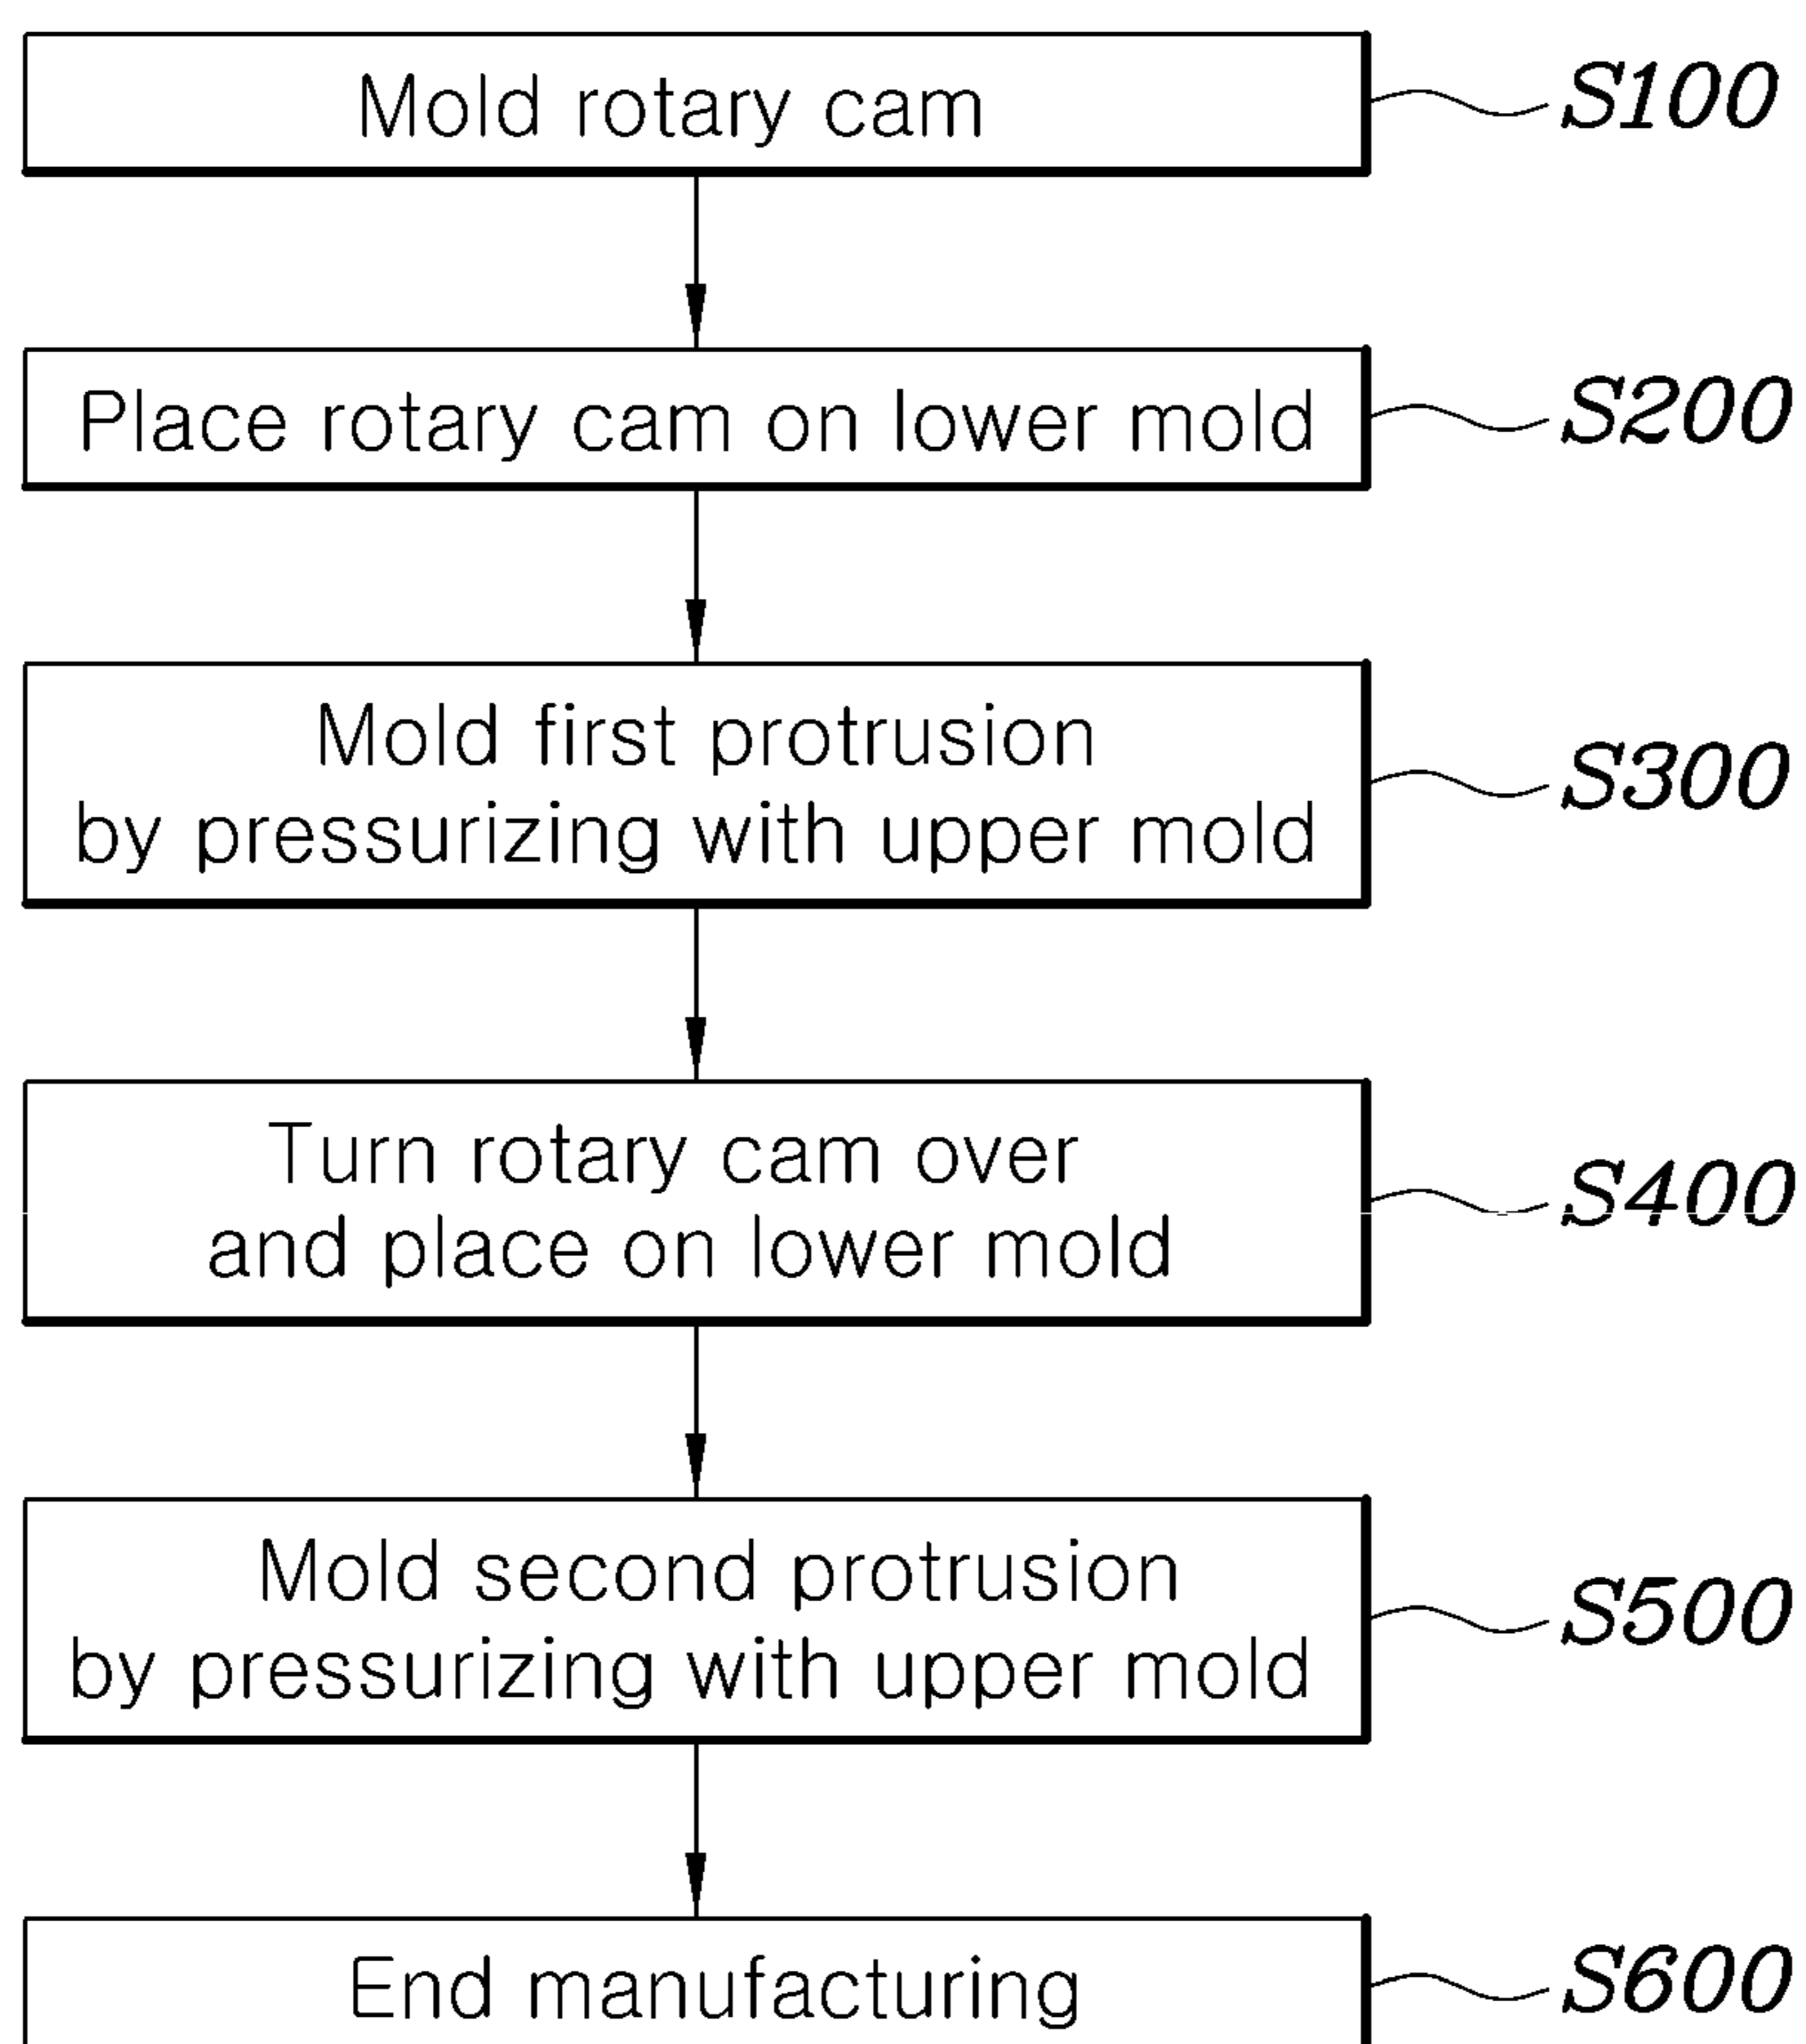 Mold rotary cam
S100
Place rotary cam on lower mold
S200
Mold first protrusion
by pressurizing with upper mold
S300
Turn rotary cam over
and place on lower mold
S400
Mold second protrusion
by pressurizing with upper mold
S500
End manufacturing
S600